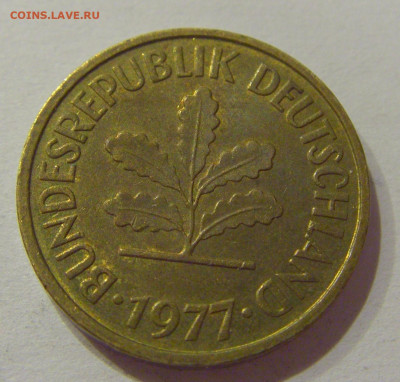 COINS.LAVE.RU
BUNDESREPUBLIK DEUTSCHLAND
· 1977 ·